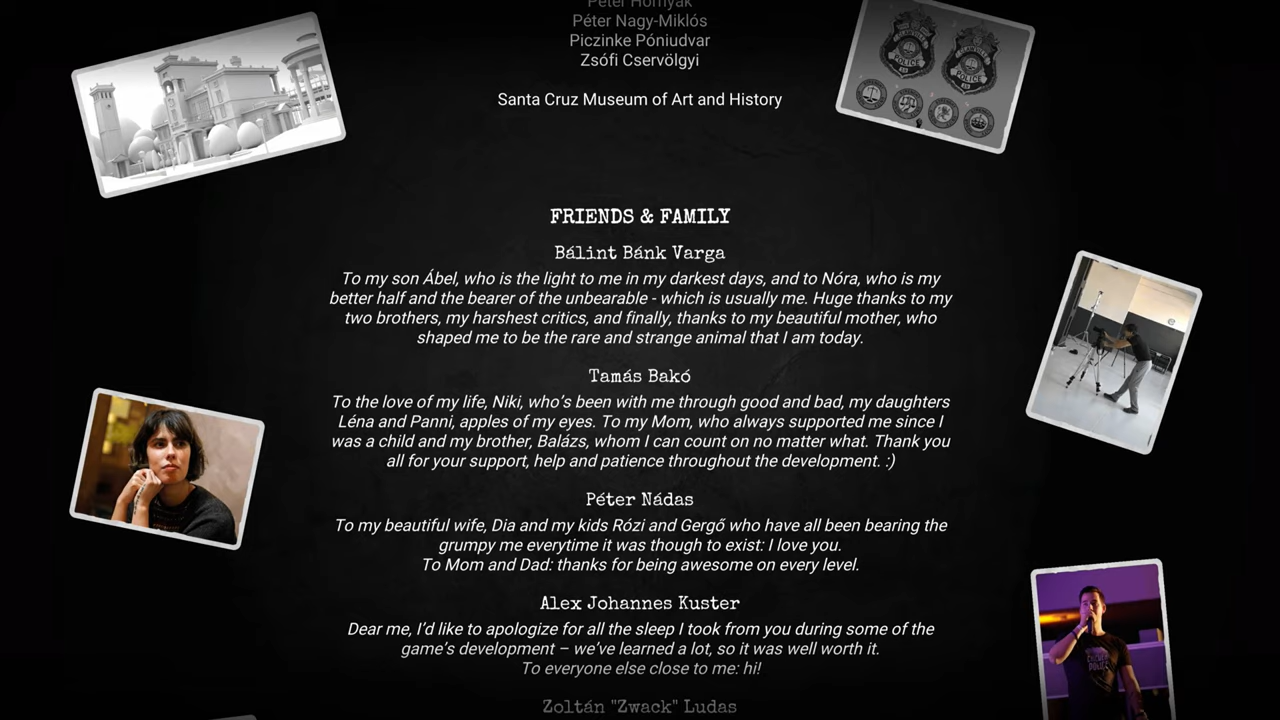 Peter Hornyak
Péter Nagy-Miklós
Piczinke Póniudvar
Zsófi Cservölgyi
Santa Cruz Museum of Art and History
CLAWVILLE
POLICE
CLAWVILLE
POLICE
FRIENDS & FAMILY
Bálint Bánk Varga
To my son Ábel, who is the light to me in my darkest days, and to Nóra, who is my
better half and the bearer of the unbearable - which is usually me. Huge thanks to my
two brothers, my harshest critics, and finally, thanks to my beautiful mother, who
shaped me to be the rare and strange animal that I am today.
Tamás Bakó
To the love of my life, Niki, who's been with me through good and bad, my daughters
Léna and Panni, apples of my eyes. To my Mom, who always supported me since I
was a child and my brother, Balázs, whom I can count on no matter what. Thank you
all for your support, help and patience throughout the development. :)
Péter Nádas
To my beautiful wife, Dia and my kids Rózi and Gergő who have all been bearing the
grumpy me everytime it was though to exist: I love you.
To Mom and Dad: thanks for being awesome on every level.
Alex Johannes Kuster
Dear me, I'd like to apologize for all the sleep I took from you during some of the
game's development – we've learned a lot, so it was well worth it.
To everyone else close to me: hi!
Zoltán "Zwack" Ludas
CHICKEN
POLICE